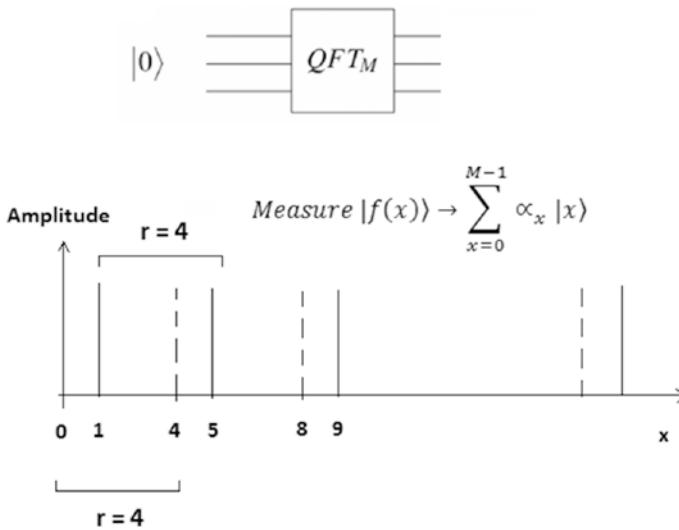 |0⟩ QFT_M
Measure |f(x)⟩ → ∑_{x=0}^{M−1} ∝_x |x⟩
Amplitude
r = 4
0 1 4 5 8 9 x
r = 4